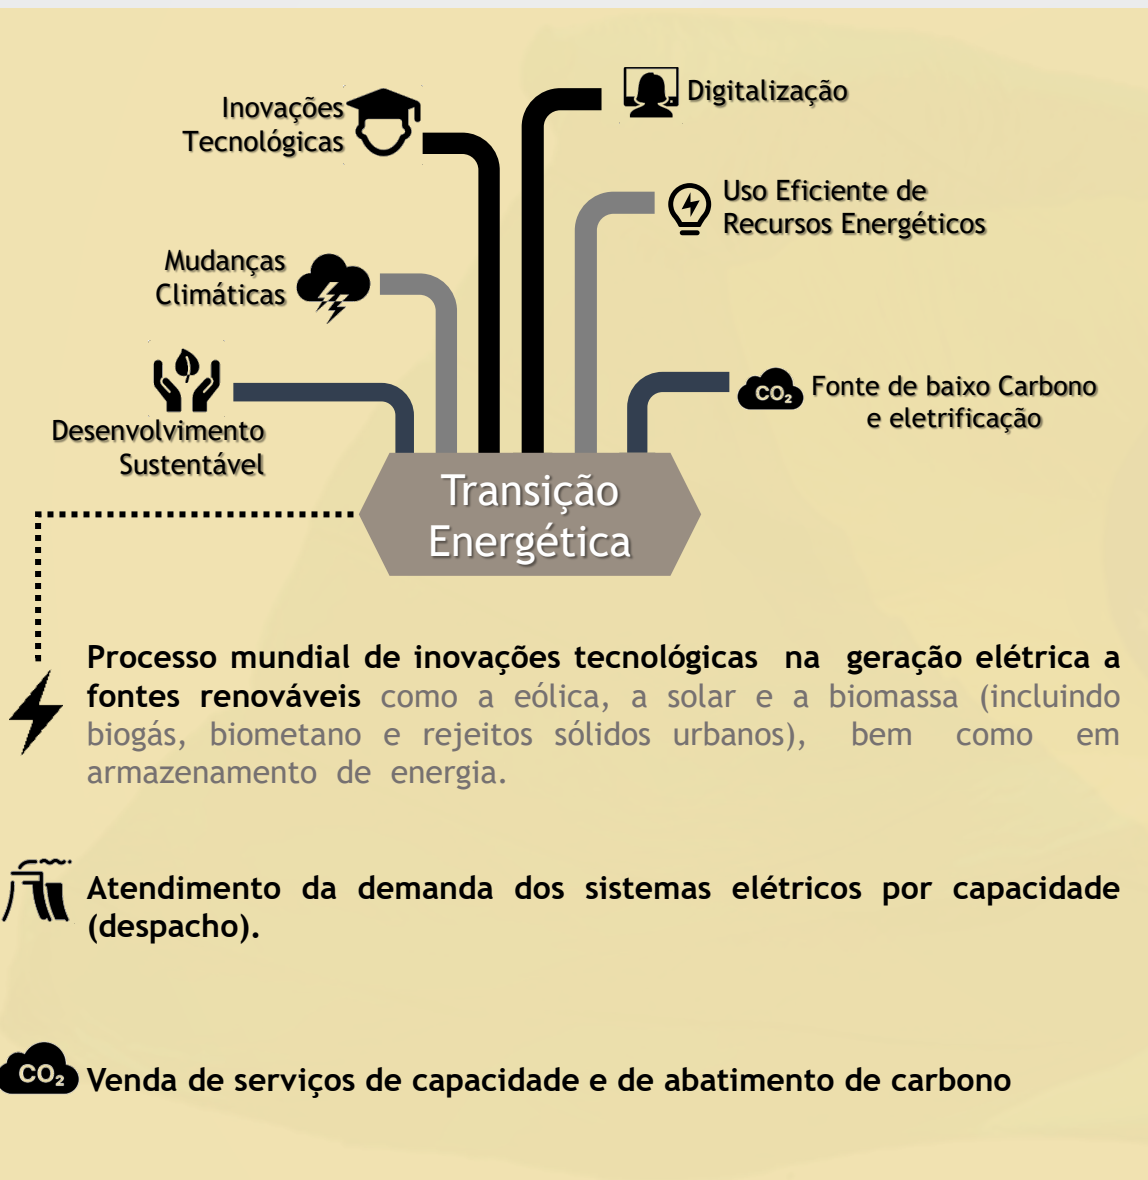 Inovações
Tecnológicas
Digitalização
Uso Eficiente de
Recursos Energéticos
Mudanças
Climáticas
CO₂
Fonte de baixo Carbono
e eletrificação
Desenvolvimento
Sustentável
Transição
Energética
Processo mundial de inovações tecnológicas na geração elétrica a
fontes renováveis como a eólica, a solar e a biomassa (incluindo
biogás, biometano e rejeitos sólidos urbanos), bem como em
armazenamento de energia.
Atendimento da demanda dos sistemas elétricos por capacidade
(despacho).
CO₂
Venda de serviços de capacidade e de abatimento de carbono